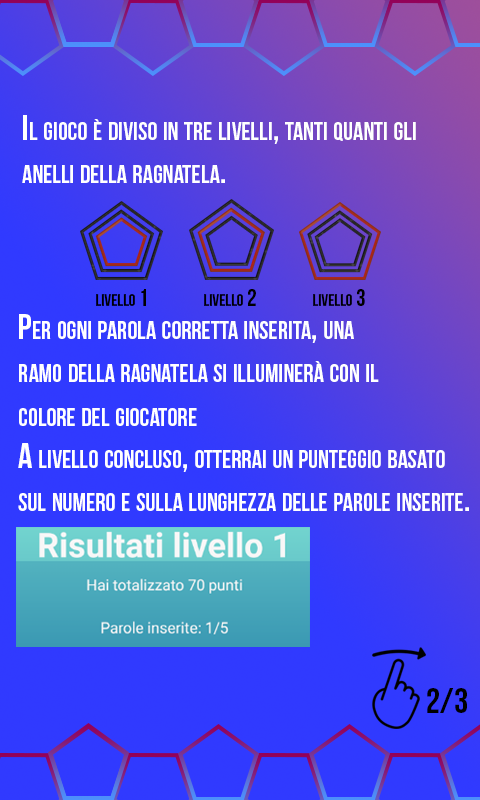 Il gioco è diviso in tre livelli, tanti quanti gli
anelli della ragnatela.
livello 1 livello 2 livello 3
Per ogni parola corretta inserita, una
ramo della ragnatela si illuminerà con il
colore del giocatore
A livello concluso, otterrai un punteggio basato
sul numero e sulla lunghezza delle parole inserite.
Risultati livello 1
Hai totalizzato 70 punti
Parole inserite: 1/5
2/3